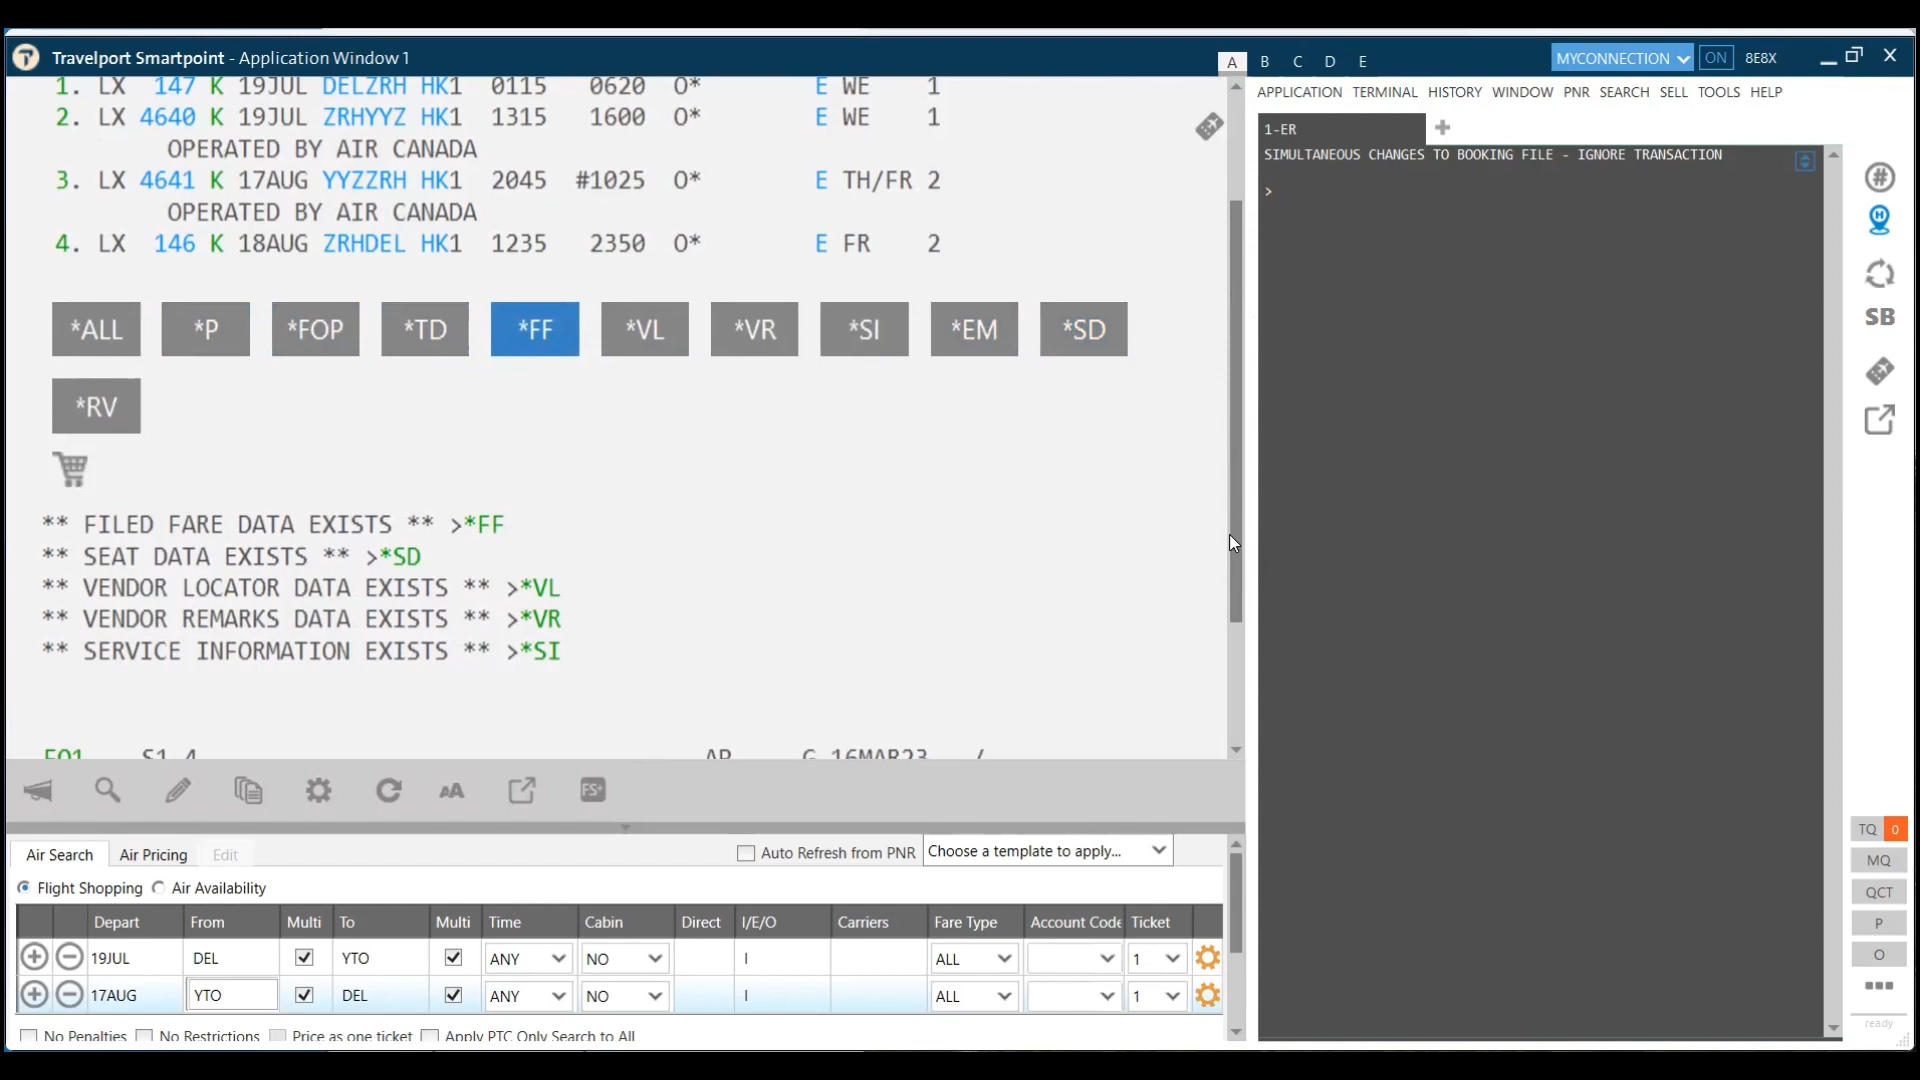 Travelport Smartpoint - Application Window 1
A B C D E
MYCONNECTION ON 8E8X
1. LX 147 K 19JUL DELZRH HK1 0115 0620 O* E WE 1
2. LX 4640 K 19JUL ZRHYYZ HK1 1315 1600 O* E WE 1
OPERATED BY AIR CANADA
3. LX 4641 K 17AUG YYZZRH HK1 2045 #1025 O* E TH/FR 2
OPERATED BY AIR CANADA
4. LX 146 K 18AUG ZRHDEL HK1 1235 2350 O* E FR 2
*ALL *P *FOP *TD *FF *VL *VR *SI *EM *SD
*RV
** FILED FARE DATA EXISTS ** >*FF
** SEAT DATA EXISTS ** >*SD
** VENDOR LOCATOR DATA EXISTS ** >*VL
** VENDOR REMARKS DATA EXISTS ** >*VR
** SERVICE INFORMATION EXISTS ** >*SI
FQ1 S1-4 AP G 16MAR23 /
AA FS+
Air Search Air Pricing Edit
Auto Refresh from PNR Choose a template to apply...
Flight Shopping Air Availability
Depart From Multi To Multi Time Cabin Direct I/E/O Carriers Fare Type Account Code Ticket
19JUL DEL YTO ANY NO I ALL 1
17AUG YTO DEL ANY NO I ALL 1
No Penalties No Restrictions Price as one ticket Apply PTC Only Search to All
APPLICATION TERMINAL HISTORY WINDOW PNR SEARCH SELL TOOLS HELP
1-ER
SIMULTANEOUS CHANGES TO BOOKING FILE - IGNORE TRANSACTION
>
#
H
SB
TQ 0
MQ
QCT
P
O
ready